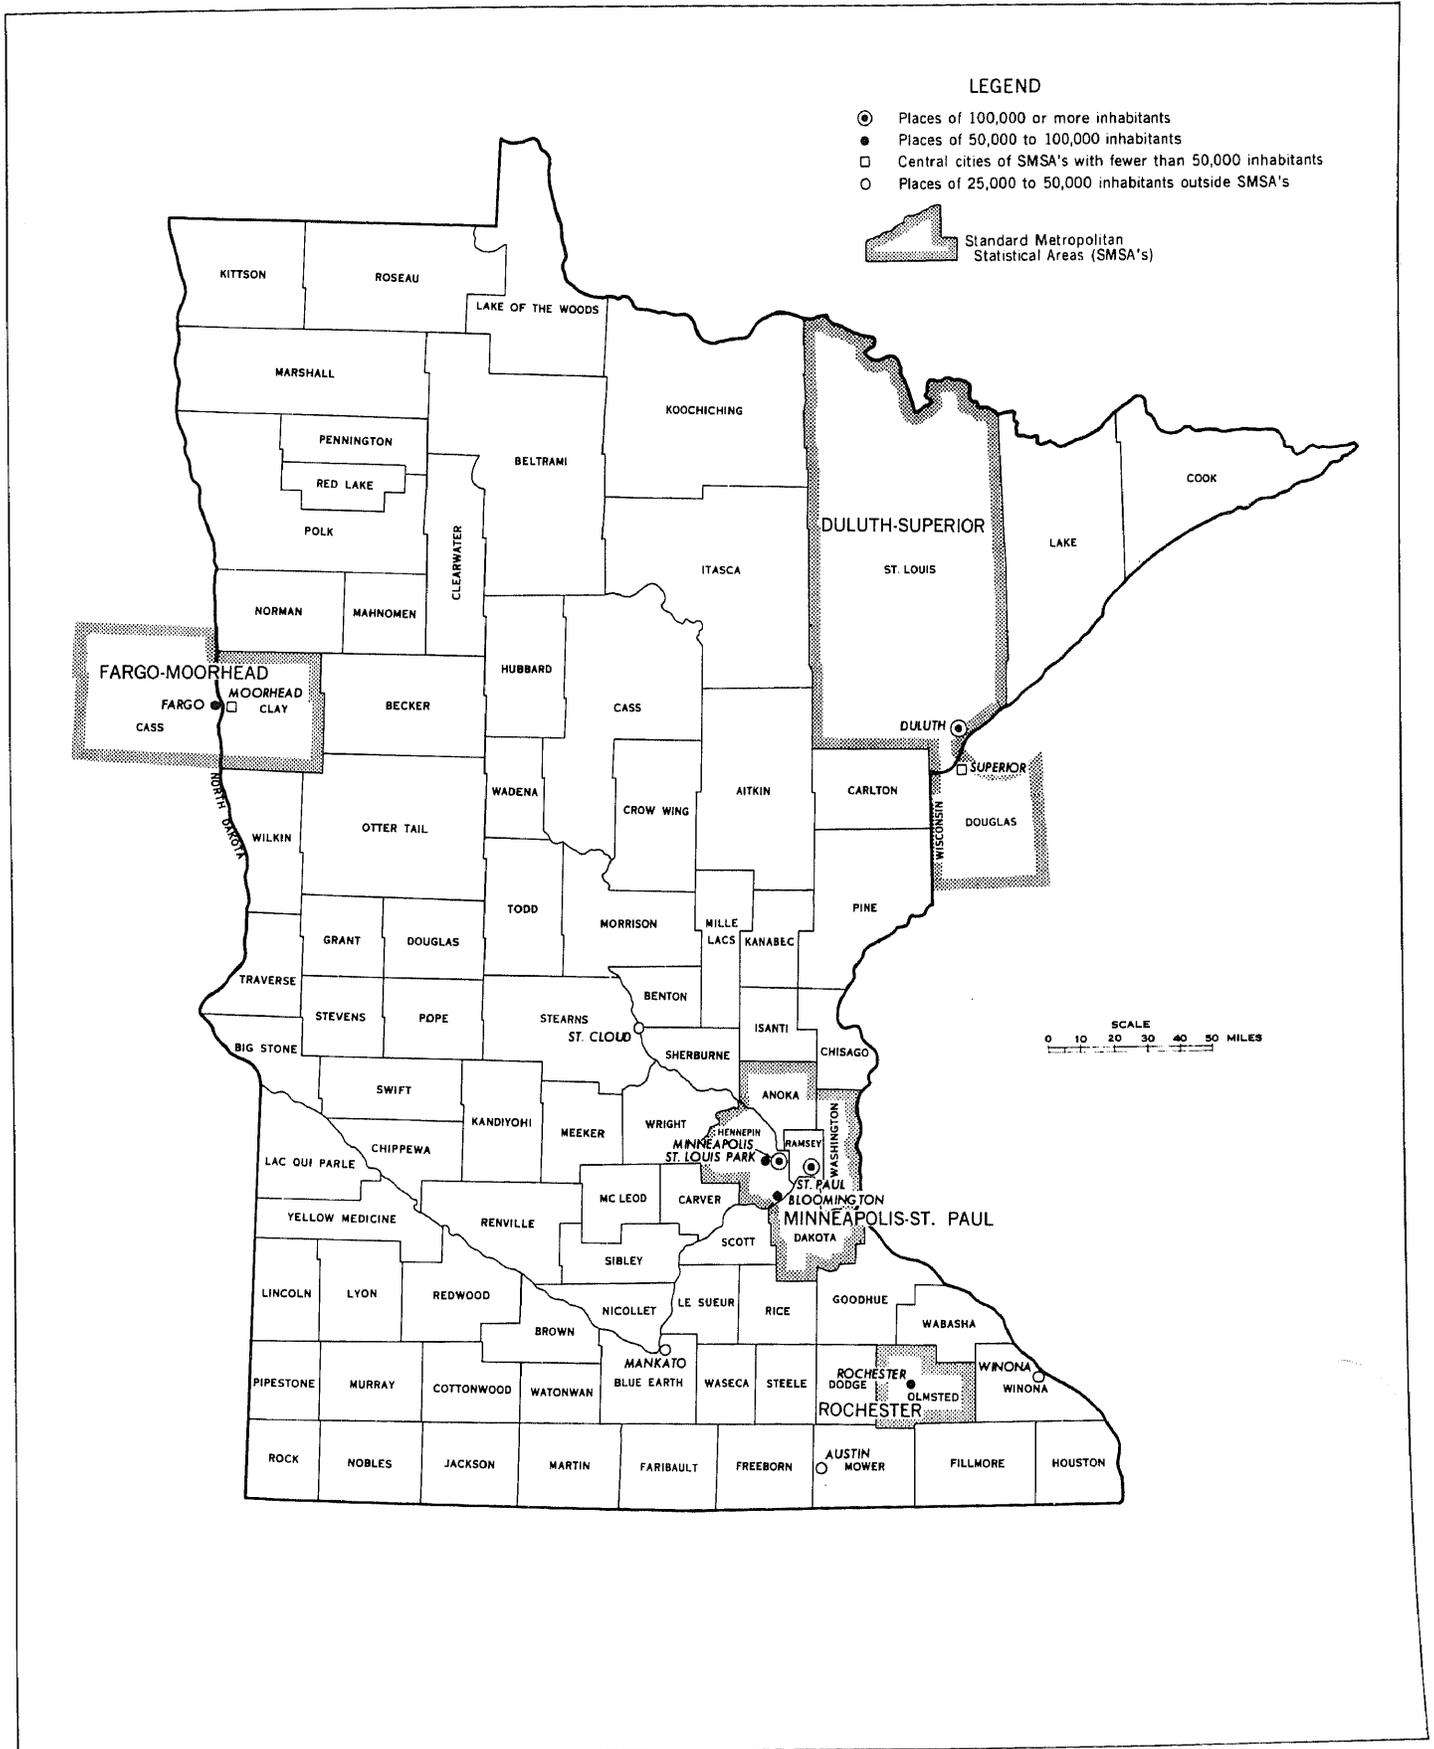 LEGEND
Places of 100,000 or more inhabitants
Places of 50,000 to 100,000 inhabitants
Central cities of SMSA's with fewer than 50,000 inhabitants
Places of 25,000 to 50,000 inhabitants outside SMSA's
Standard Metropolitan
Statistical Areas (SMSA's)
KITTSON
ROSEAU
LAKE OF THE WOODS
MARSHALL
KOOCHICHING
PENNINGTON
BELTRAMI
RED LAKE
COOK
POLK
DULUTH-SUPERIOR
LAKE
CLEARWATER
ITASCA
ST. LOUIS
NORMAN
MAHNOMEN
FARGO-MOORHEAD
HUBBARD
MOORHEAD
FARGO
CLAY
BECKER
CASS
CASS
DULUTH
SUPERIOR
NORTH DAKOTA
WADENA
AITKIN
CARLTON
CROW WING
WISCONSIN
DOUGLAS
WILKIN
OTTER TAIL
TODD
PINE
MORRISON
MILLE
LACS
KANABEC
GRANT
DOUGLAS
TRAVERSE
BENTON
STEVENS
POPE
STEARNS
ISANTI
ST. CLOUD
SCALE
0 10 20 30 40 50 MILES
BIG STONE
SHERBURNE
CHISAGO
SWIFT
ANOKA
KANDIYOHI
WRIGHT
MEEKER
HENNEPIN
WASHINGTON
CHIPPEWA
MINNEAPOLIS
RAMSEY
ST. LOUIS PARK
LAC QUI PARLE
ST. PAUL
MC LEOD
CARVER
BLOOMINGTON
YELLOW MEDICINE
RENVILLE
MINNEAPOLIS-ST. PAUL
SCOTT
DAKOTA
SIBLEY
LINCOLN
LYON
REDWOOD
NICOLLET
LE SUEUR
RICE
GOODHUE
WABASHA
BROWN
MANKATO
WINONA
ROCHESTER
PIPESTONE
MURRAY
COTTONWOOD
WATONWAN
BLUE EARTH
WASECA
STEELE
DODGE
OLMSTED
WINONA
ROCHESTER
ROCK
NOBLES
JACKSON
MARTIN
FARIBAULT
FREEBORN
AUSTIN
MOWER
FILLMORE
HOUSTON